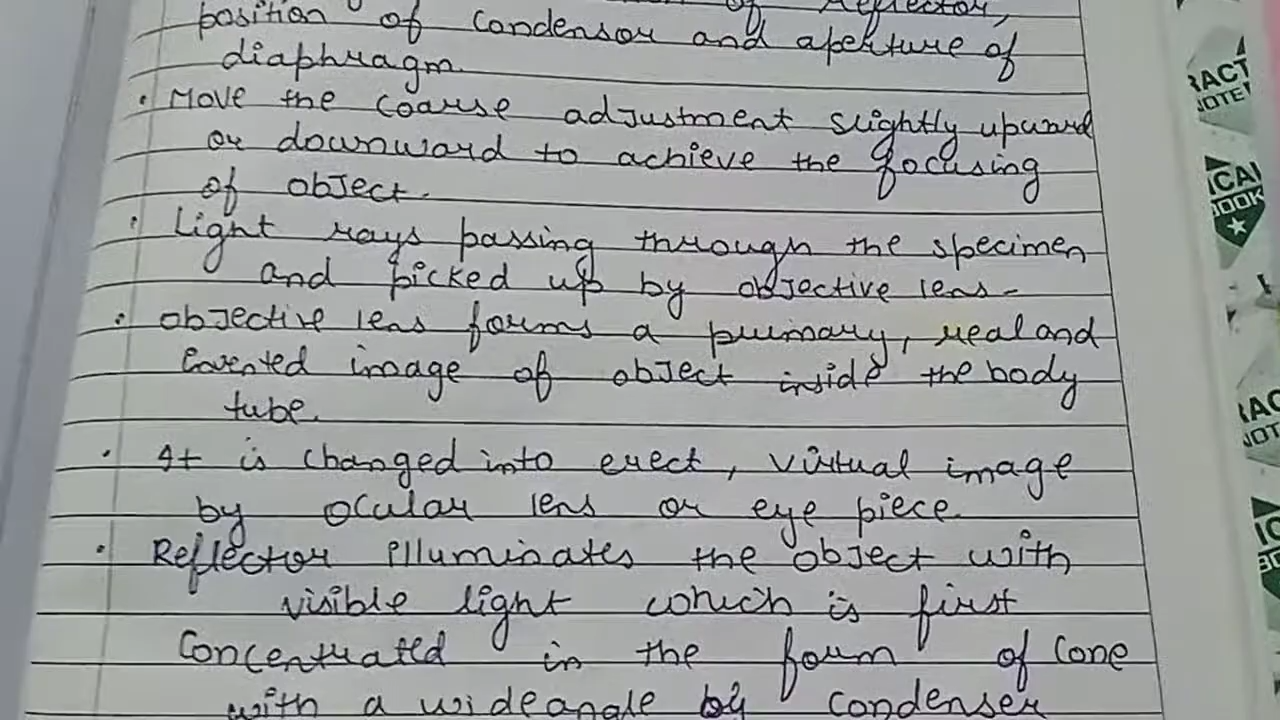 of Reflector,
position of condensor and aperture of
diaphragm.
• Move the coarse adjustment slightly upward
or downward to achieve the focusing
of object.
• Light rays passing through the specimen
and picked up by objective lens-
• objective lens forms a primary, real and
Inverted image of object inside the body
tube.
• It is changed into erect, virtual image
by ocular lens or eye piece.
• Reflector illuminates the object with
visible light which is first
Concentrated in the form of cone
with a wide angle by condenser